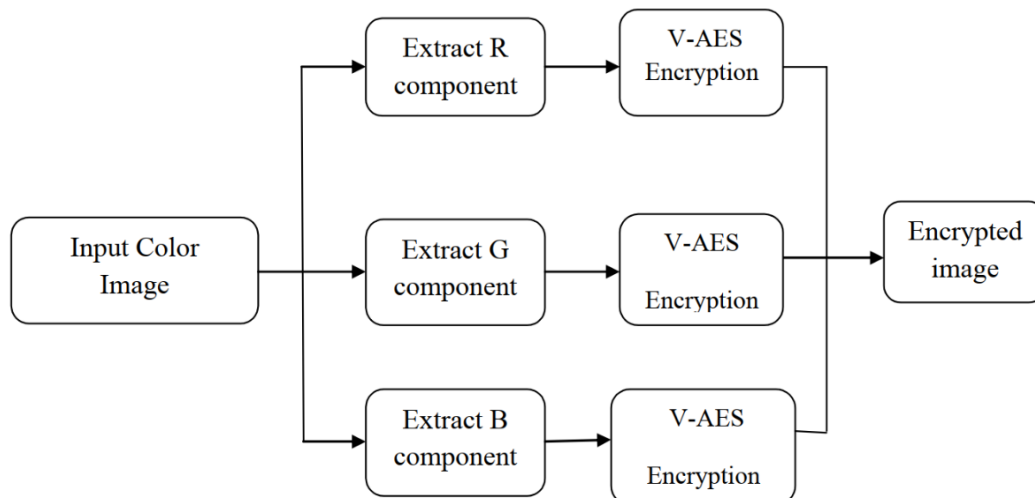 Extract R
component
V-AES
Encryption
Input Color
Image
Extract G
component
V-AES
Encryption
Encrypted
image
Extract B
component
V-AES
Encryption